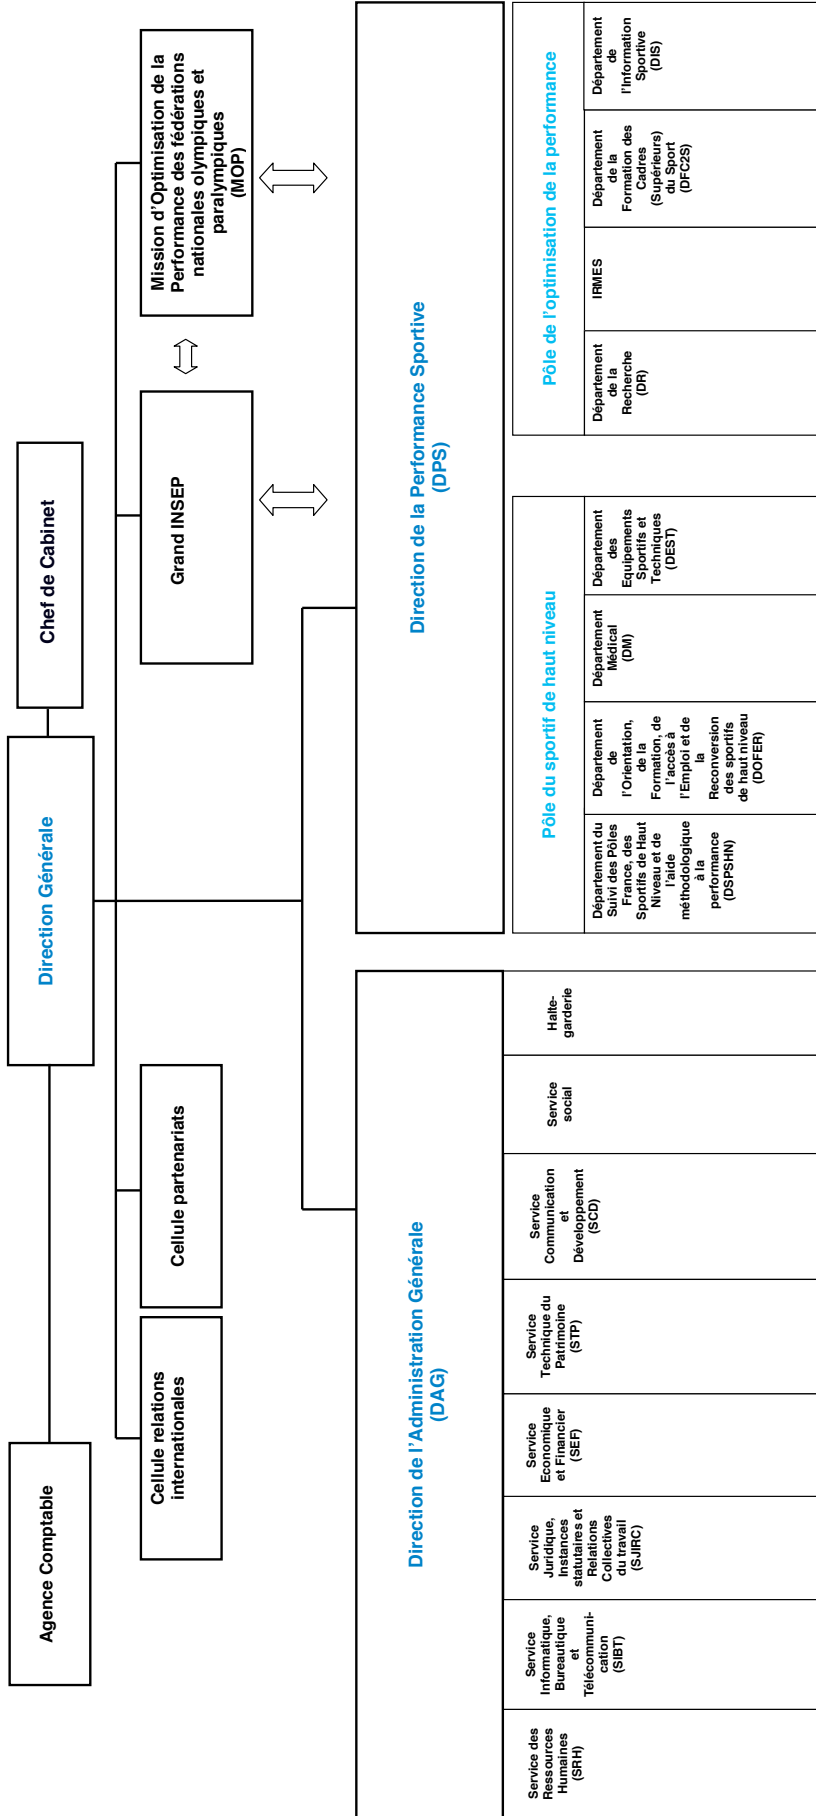 Agence Comptable
Direction Générale
Chef de Cabinet
Cellule relations
internationales
Cellule partenariats
Grand INSEP
Mission d'Optimisation de la
Performance des fédérations
nationales olympiques et
paralympiques
(MOP)
Direction de l'Administration Générale
(DAG)
Direction de la Performance Sportive
(DPS)
Service des
Ressources
Humaines
(SRH)
Service
Informatique,
Bureautique
et
Télécommuni-
cation
(SIBT)
Service
Juridique,
Instances
statutaires et
Relations
Collectives
du travail
(SJIRC)
Service
Economique
et Financier
(SEF)
Service
Technique du
Patrimoine
(STP)
Service
Communication
et
Développement
(SCD)
Service
social
Halte-
garderie
Pôle du sportif de haut niveau
Département du
Suivi des Pôles
France, des
Sportifs de Haut
Niveau et de
l'aide
méthodologique
à la
performance
(DSPSHN)
Département
de
l'Orientation,
de la
Formation, de
l'accès à
l'Emploi et de
la
Reconversion
des sportifs
de haut niveau
(DOFER)
Département
Médical
(DM)
Département
des
Equipements
Sportifs et
Techniques
(DEST)
Pôle de l'optimisation de la performance
Département
de la
Recherche
(DR)
IRMES
Département
de la
Formation des
Cadres
(Supérieurs)
du Sport
(DFC2S)
Département
de
l'Information
Sportive
(DIS)